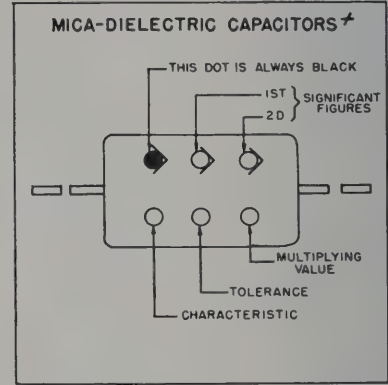 MICA-DIELECTRIC CAPACITORS+
THIS DOT IS ALWAYS BLACK
1ST
2D
SIGNIFICANT
FIGURES
MULTIPLYING
VALUE
TOLERANCE
CHARACTERISTIC